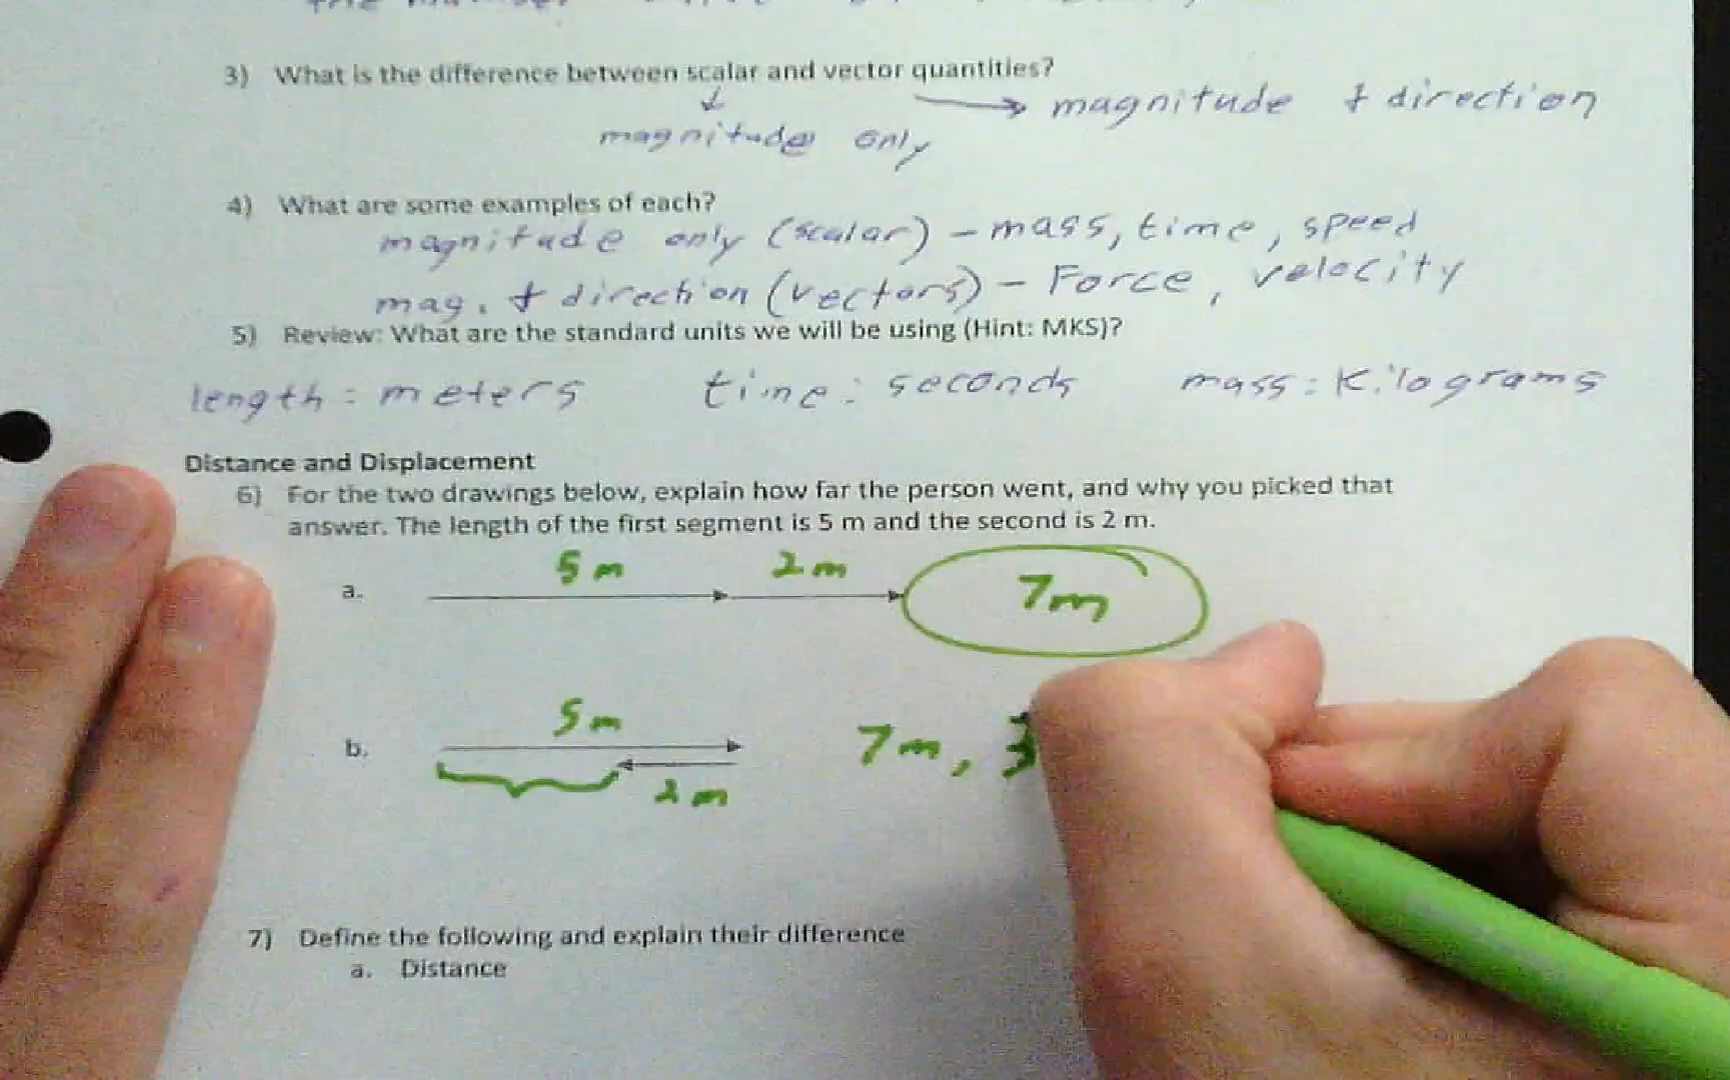 3) What is the difference between scalar and vector quantities?
magnitude & direction
magnitude only
4) What are some examples of each?
magnitude only (scalar) - mass, time, speed
mag. & direction (vectors) - Force, velocity
5) Review: What are the standard units we will be using (Hint: MKS)?
length: meters time: seconds mass: Kilograms
Distance and Displacement
6) For the two drawings below, explain how far the person went, and why you picked that
answer. The length of the first segment is 5 m and the second is 2 m.
5m 2m
a. 7m
5m
b. 7m, 3
2m
7) Define the following and explain their difference
a. Distance